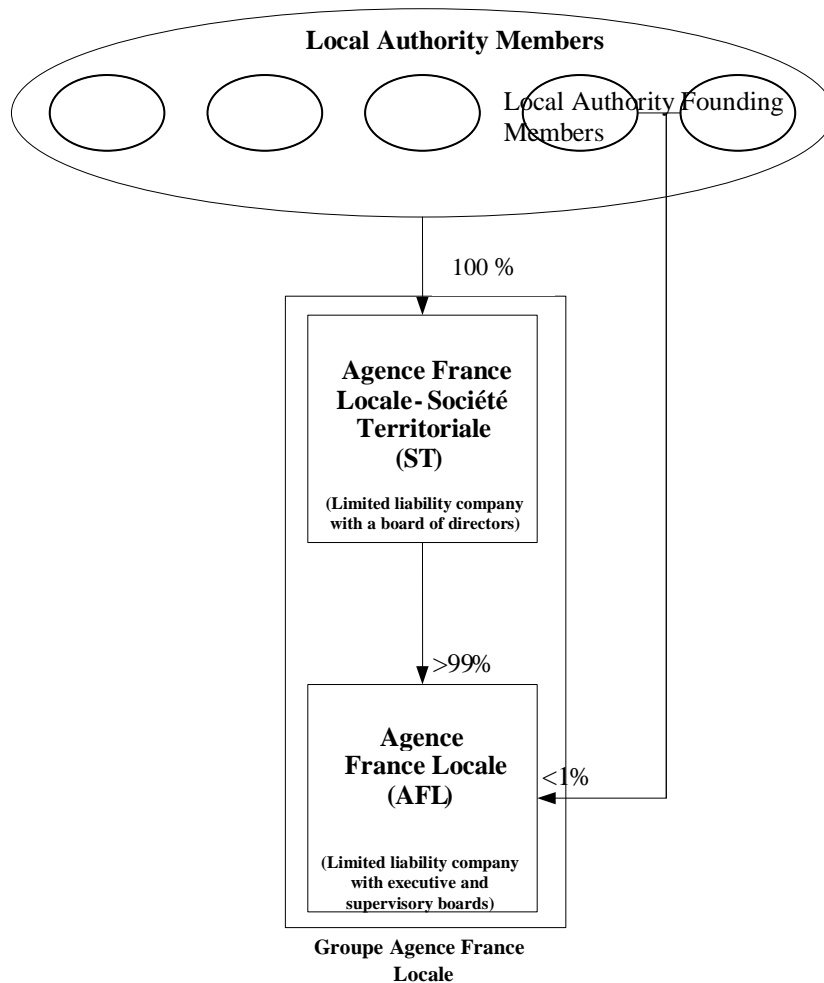 Local Authority Members
Local Authority Founding
Members
100 %
Agence France
Locale- Société
Territoriale
(ST)
(Limited liability company
with a board of directors)
>99%
Agence
France Locale
(AFL)
<1%
(Limited liability company
with executive and
supervisory boards)
Groupe Agence France
Locale